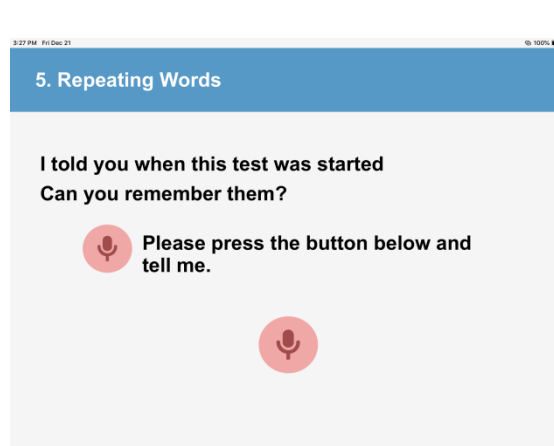 3:27 PM Fri Dec 21
100%
5. Repeating Words
I told you when this test was started
Can you remember them?
Please press the button below and
tell me.